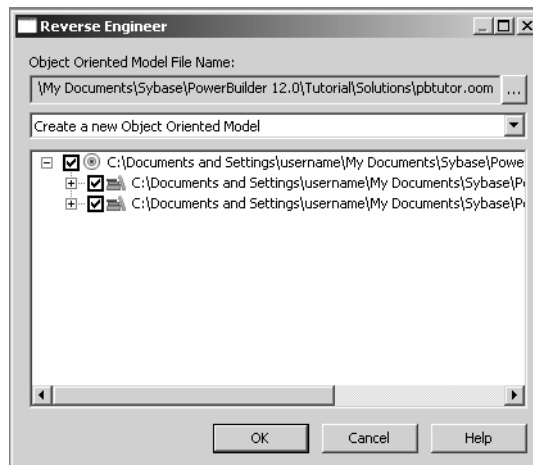 Reverse Engineer
Object Oriented Model File Name:
\My Documents\Sybase\PowerBuilder 12.0\Tutorial\Solutions\pbtutor.oom
...
Create a new Object Oriented Model
C:\Documents and Settings\username\My Documents\Sybase\Powe
C:\Documents and Settings\username\My Documents\Sybase\P
C:\Documents and Settings\username\My Documents\Sybase\P
OK Cancel Help